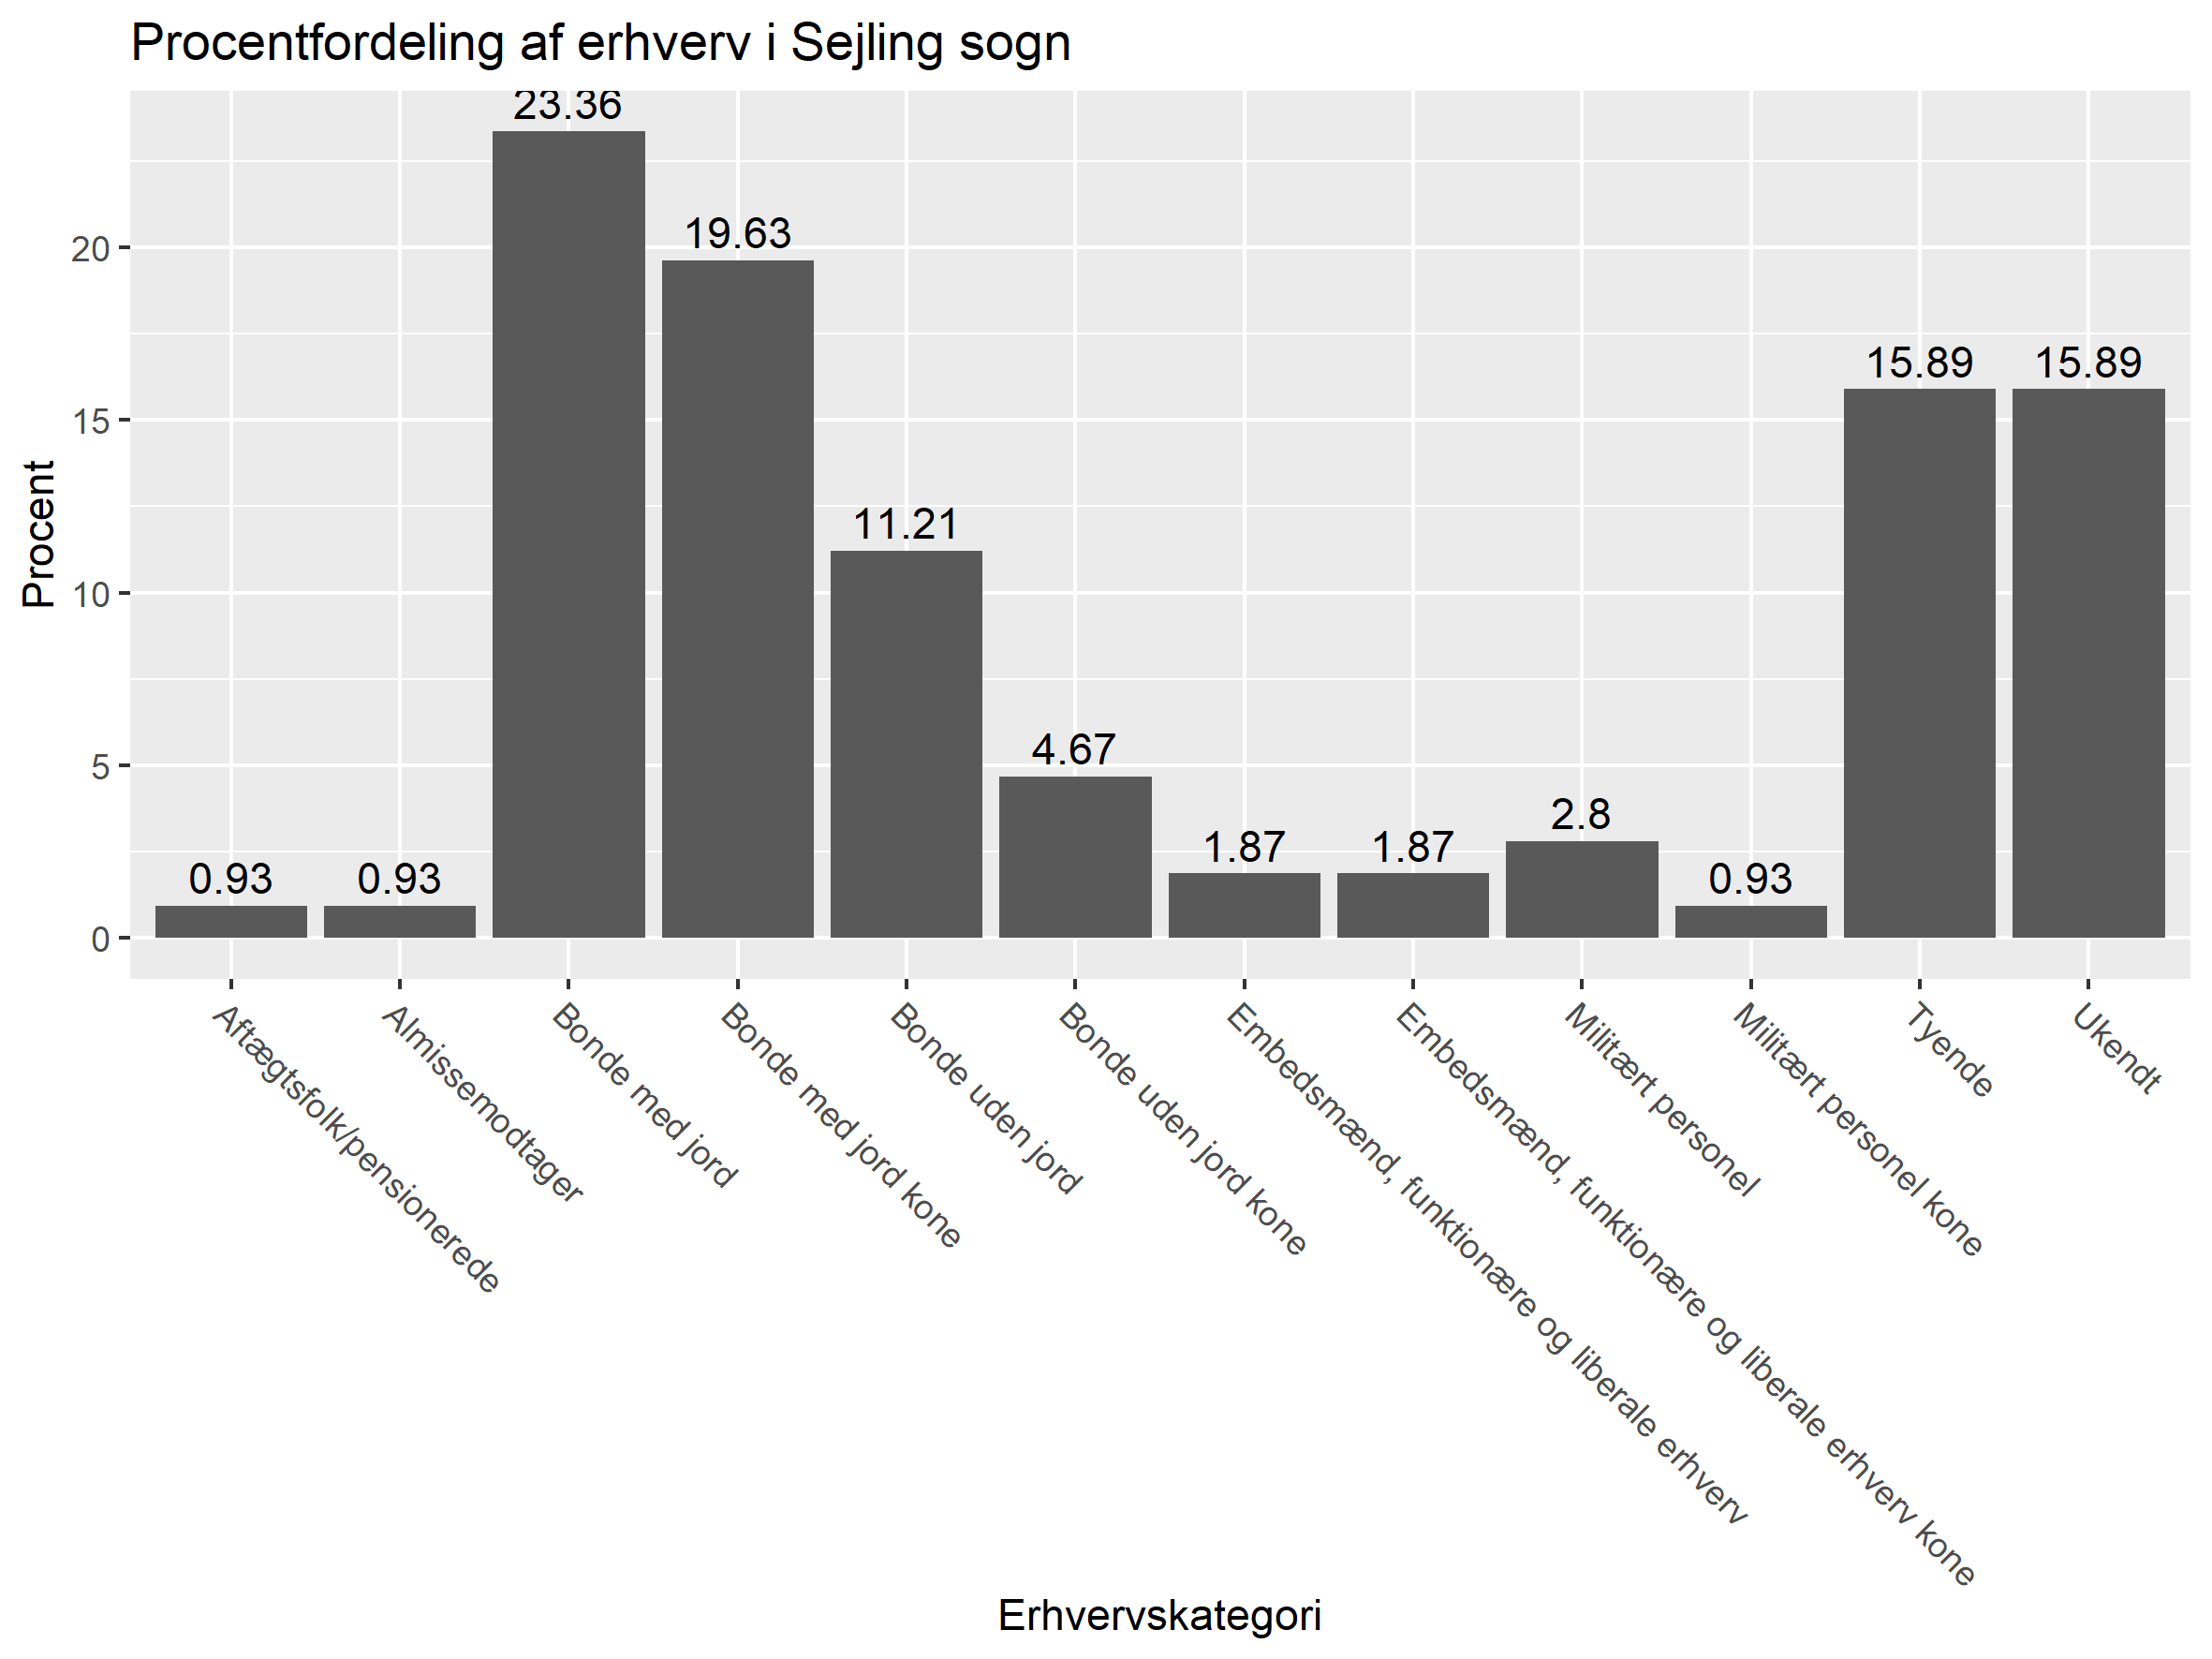 Procentfordeling af erhverv i Sejling sogn
23.36
19.63
15.89
15.89
11.21
4.67
2.8
1.87
1.87
0.93
0.93
0.93
Procent
20
15
10
5
0
Aftægtsfolk/pensionerede
Almissemodtager
Bonde med jord
Bonde med jord kone
Bonde uden jord
Bonde uden jord kone
Embedsmænd, funktionære og liberale erhverv
Embedsmænd, funktionære og liberale erhverv kone
Militært personel
Militært personel kone
Tyende
Ukendt
Erhvervskategori